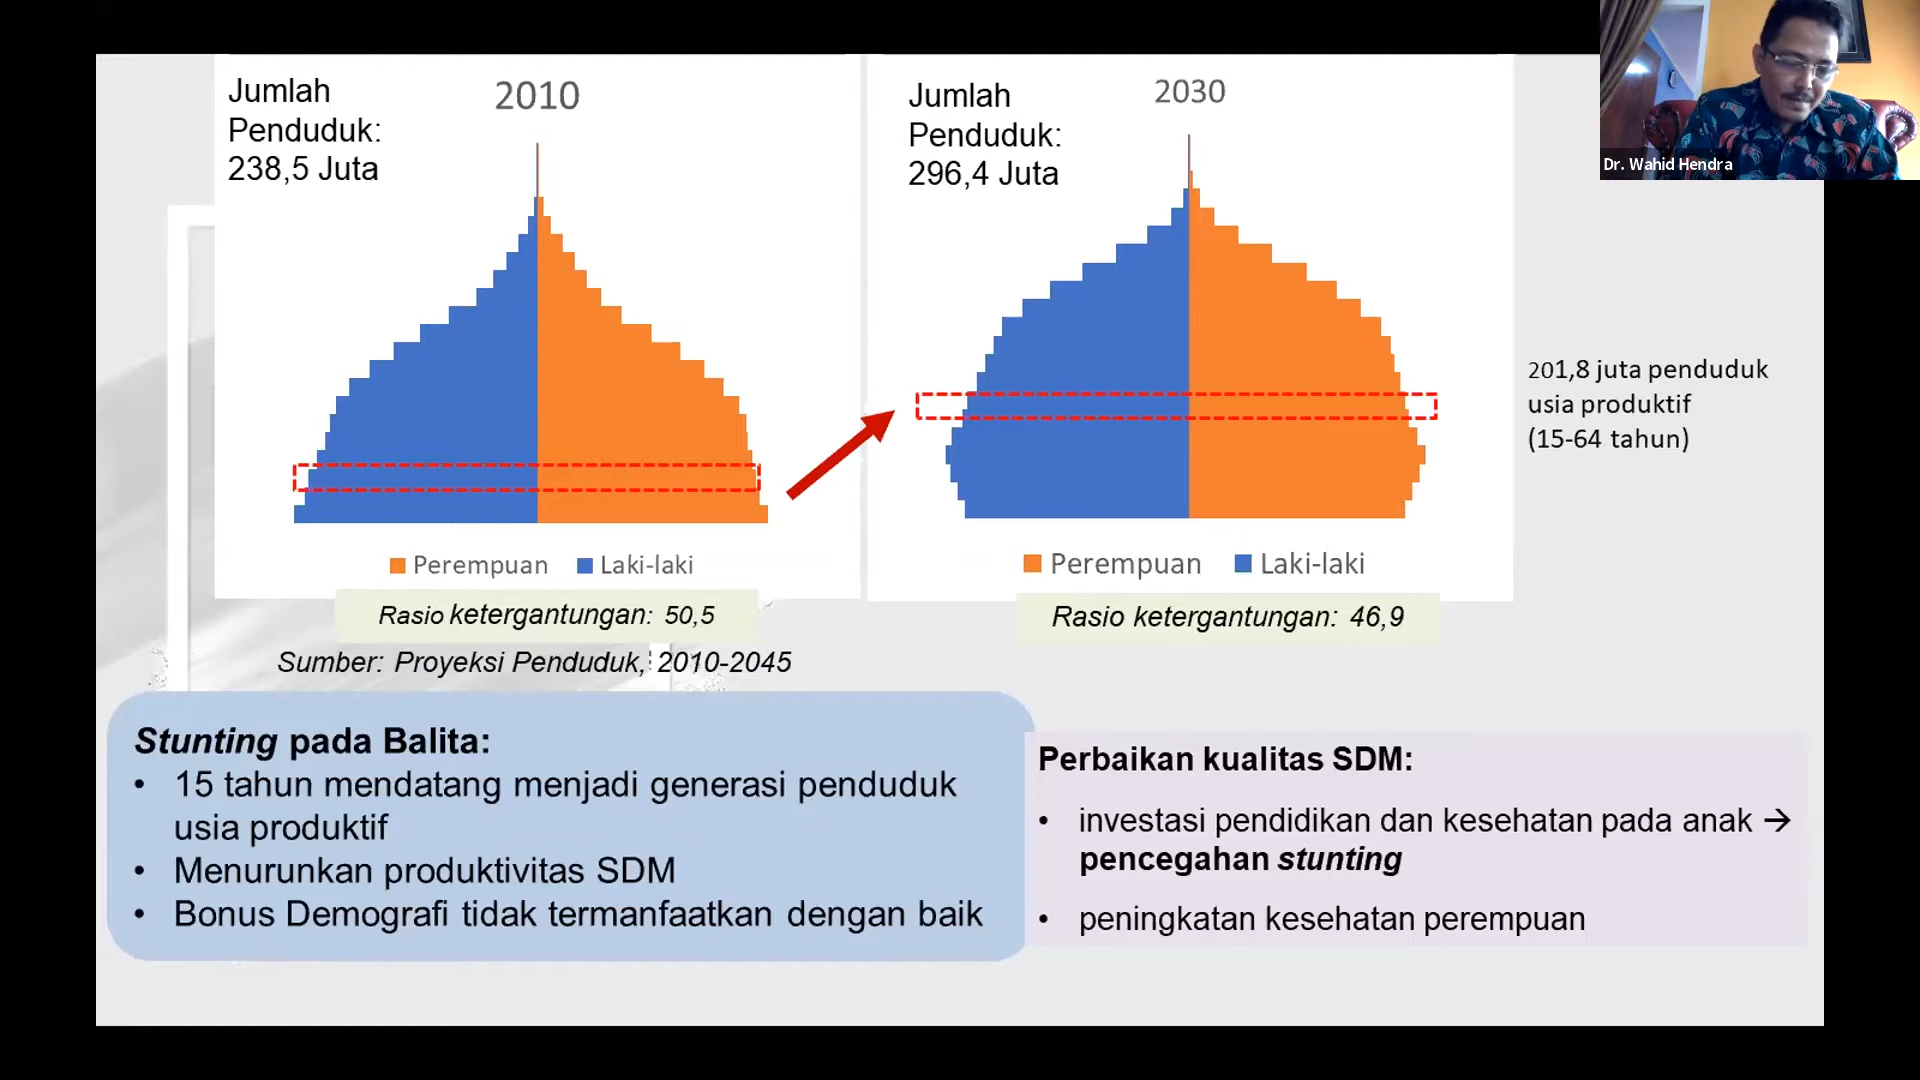 Jumlah
Penduduk:
238,5 Juta
2010
Perempuan
Laki-laki
Rasio ketergantungan: 50,5
Sumber: Proyeksi Penduduk, 2010-2045
Jumlah
Penduduk:
296,4 Juta
2030
Perempuan
Laki-laki
Rasio ketergantungan: 46,9
201,8 juta penduduk
usia produktif
(15-64 tahun)
Dr. Wahid Hendra
Stunting pada Balita:
• 15 tahun mendatang menjadi generasi penduduk
usia produktif
• Menurunkan produktivitas SDM
• Bonus Demografi tidak termanfaatkan dengan baik
Perbaikan kualitas SDM:
• investasi pendidikan dan kesehatan pada anak →
pencegahan stunting
• peningkatan kesehatan perempuan